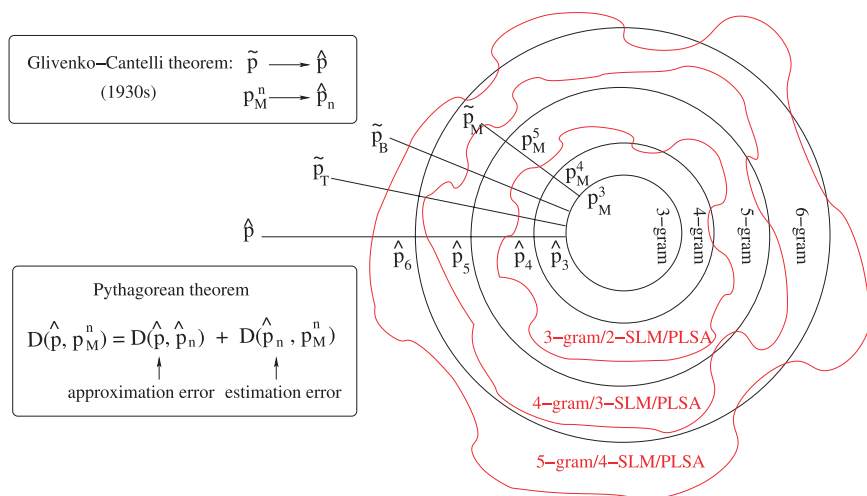 Glivenko–Cantelli theorem: p̃ → p̂
(1930s) p_M^n → p̂_n
p̃_M
p_M^5
p̃_B
p_M^4
p̃_T
p_M^3
3–gram
4–gram
5–gram
6–gram
p̂
p̂_6
p̂_5
p̂_4
p̂_3
Pythagorean theorem
D(p̂, p_M^n) = D(p̂, p̂_n) + D(p̂_n , p_M^n)
approximation error estimation error
3–gram/2–SLM/PLSA
4–gram/3–SLM/PLSA
5–gram/4–SLM/PLSA